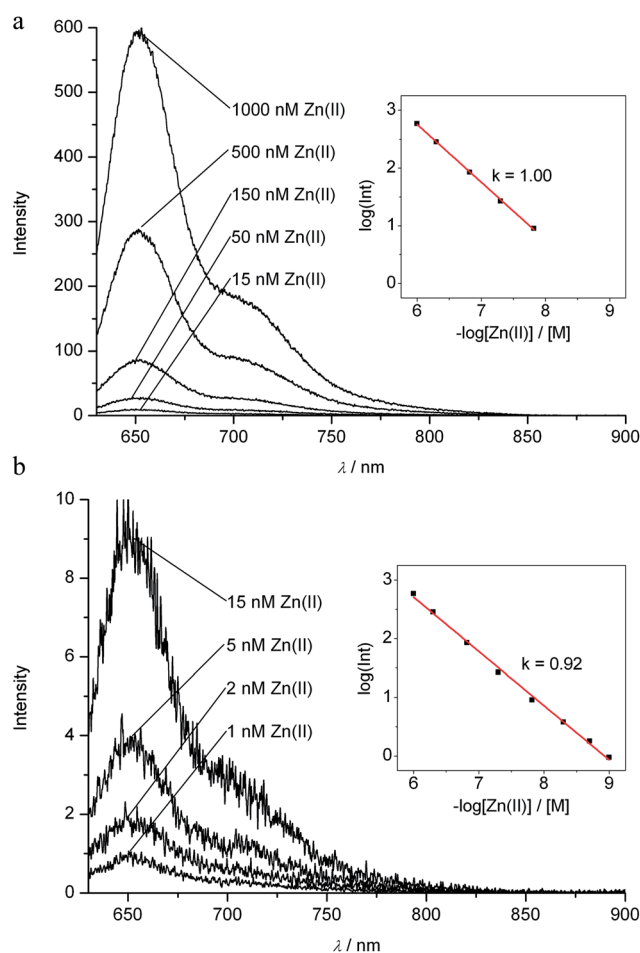 a
600
500
400
300
200
100
0
Intensity
1000 nM Zn(II)
500 nM Zn(II)
150 nM Zn(II)
50 nM Zn(II)
15 nM Zn(II)
650 700 750 800 850 900
λ / nm
3
2
1
0
log(Int)
k = 1.00
6 7 8 9
-log[Zn(II)] / [M]
b
10
8
6
4
2
0
Intensity
15 nM Zn(II)
5 nM Zn(II)
2 nM Zn(II)
1 nM Zn(II)
650 700 750 800 850 900
λ / nm
3
2
1
0
log(Int)
k = 0.92
6 7 8 9
-log[Zn(II)] / [M]